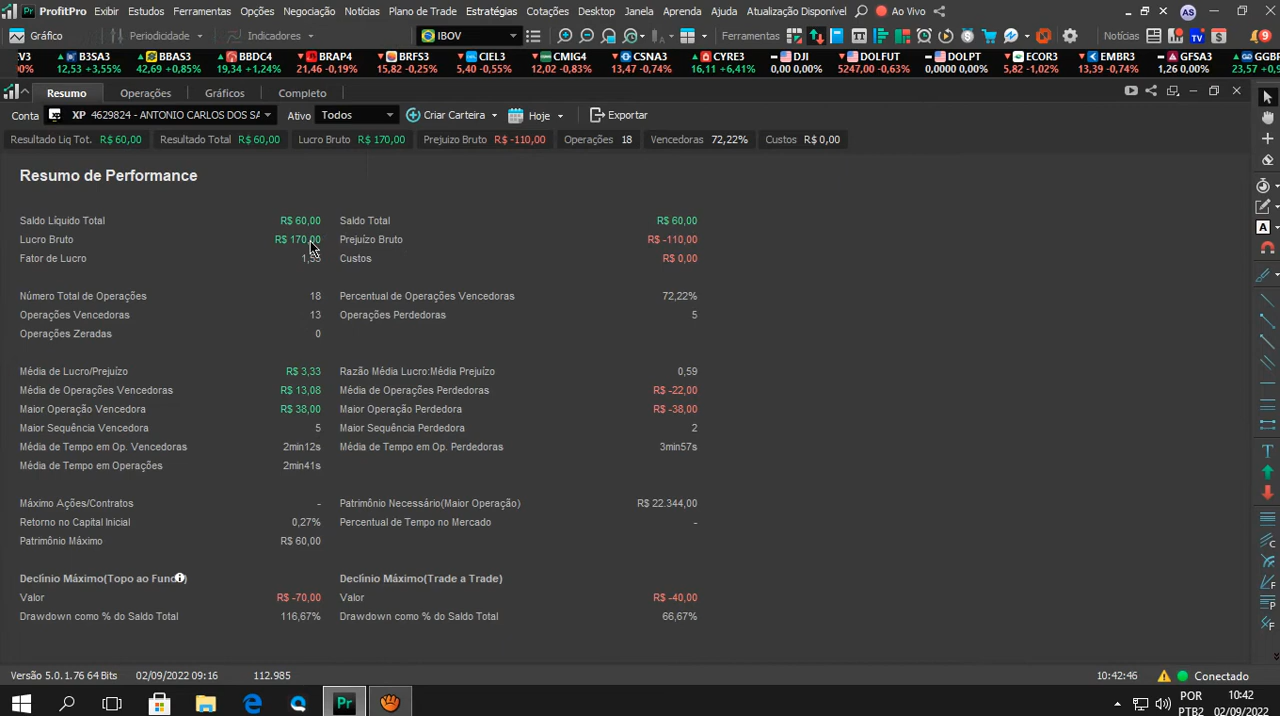 ProfitPro Exibir Estudos Ferramentas Opções Negociação Notícias Plano de Trading Estratégias Cotações Desktop Janela Aprenda Ajuda Atualização Disponível Ao Vivo AS
Gráfico Periodicidade Indicadores IBOV Ferramentas Notícias TV 9
V3 B3SA3 BBAS3 BBDC4 BRAP4 BRFS3 CIEL3 CMIG4 CSNA3 CYRE3 DJI DOLFUT DOLPT ECOR3 EMBR3 GFSA3 GGBR
0% 12,53 +3,55% 42,69 +0,85% 19,34 +1,24% 21,46 -0,19% 15,82 -0,25% 5,40 -0,55% 12,02 -0,83% 13,47 -0,74% 16,11 +6,41% 0,00 0,00% 5247,00 -0,63% 0,0000 0,00% 5,82 -1,02% 13,39 -0,74% 1,26 0,00% 23,57 +0,9
Resumo Operações Gráficos Completo
Conta XP 4629824 - ANTONIO CARLOS DOS SA Ativo Todos Criar Carteira Hoje Exportar
Resultado Liq Tot. R$ 60,00 Resultado Total R$ 60,00 Lucro Bruto R$ 170,00 Prejuizo Bruto R$ -110,00 Operações 18 Vencedoras 72,22% Custos R$ 0,00
Resumo de Performance
Saldo Líquido Total R$ 60,00 Saldo Total R$ 60,00
Lucro Bruto R$ 170,00 Prejuízo Bruto R$ -110,00
Fator de Lucro 1,55 Custos R$ 0,00
Número Total de Operações 18 Percentual de Operações Vencedoras 72,22%
Operações Vencedoras 13 Operações Perdedoras 5
Operações Zeradas 0
Média de Lucro/Prejuízo R$ 3,33 Razão Média Lucro:Média Prejuízo 0,59
Média de Operações Vencedoras R$ 13,08 Média de Operações Perdedoras R$ -22,00
Maior Operação Vencedora R$ 38,00 Maior Operação Perdedora R$ -38,00
Maior Sequência Vencedora 5 Maior Sequência Perdedora 2
Média de Tempo em Op. Vencedoras 2min12s Média de Tempo em Op. Perdedoras 3min57s
Média de Tempo em Operações 2min41s
Máximo Ações/Contratos - Patrimônio Necessário(Maior Operação) R$ 22.344,00
Retorno no Capital Inicial 0,27% Percentual de Tempo no Mercado -
Patrimônio Máximo R$ 60,00
Declínio Máximo(Topo ao Fundo) Declínio Máximo(Trade a Trade)
Valor R$ -70,00 Valor R$ -40,00
Drawdown como % do Saldo Total 116,67% Drawdown como % do Saldo Total 66,67%
Versão 5.0.1.76 64 Bits 02/09/2022 09:16 112.985 10:42:46 Conectado
Pr POR 10:42
PTB2 02/09/2022